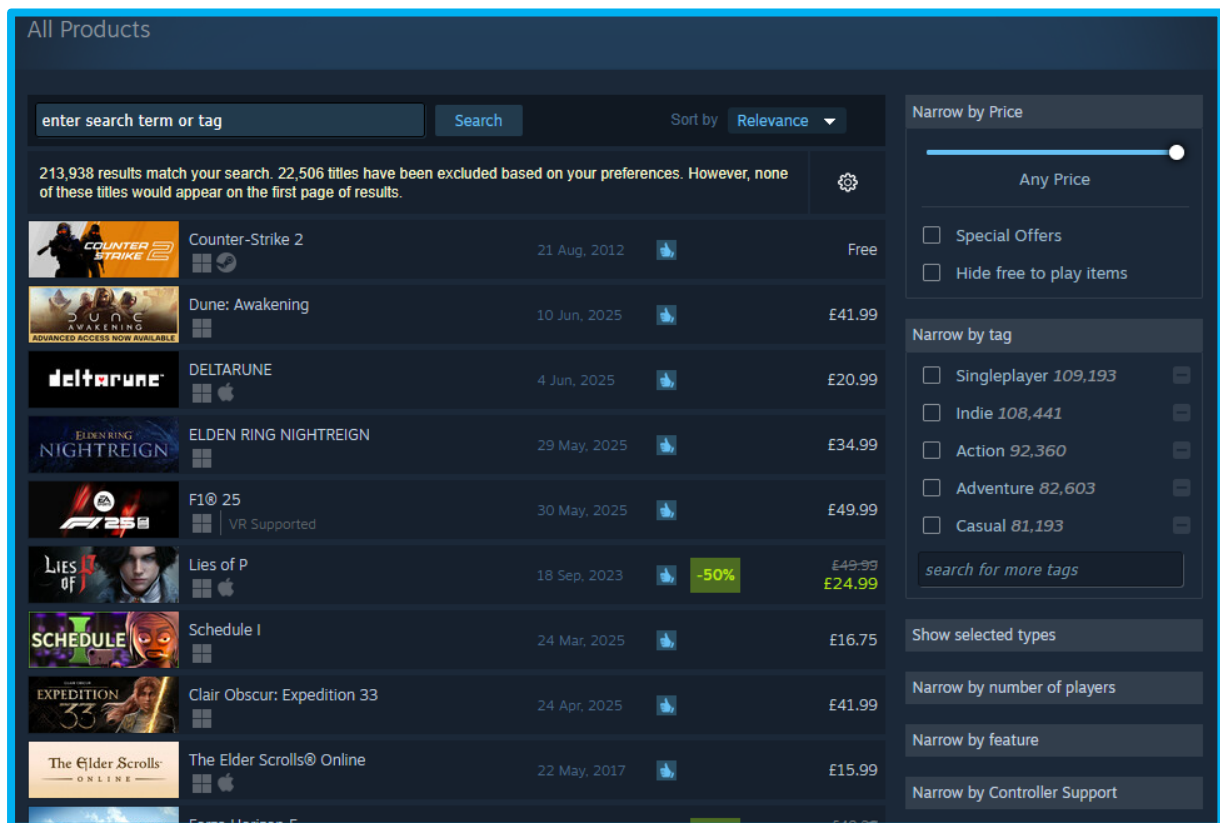 All Products
enter search term or tag
Search
Sort by Relevance
213,938 results match your search. 22,506 titles have been excluded based on your preferences. However, none
of these titles would appear on the first page of results.
COUNTER STRIKE 2
Counter-Strike 2
21 Aug, 2012
Free
DUNC
AWAKENING
ADVANCED ACCESS NOW AVAILABLE
Dune: Awakening
10 Jun, 2025
£41.99
deltarune
DELTARUNE
4 Jun, 2025
£20.99
ELDEN RING
NIGHTREIGN
ELDEN RING NIGHTREIGN
29 May, 2025
£34.99
EA
SPORTS
F1 25
F1® 25
VR Supported
30 May, 2025
£49.99
LIES
OF P
Lies of P
18 Sep, 2023
-50%
£49.99
£24.99
SCHEDULE I
Schedule I
24 Mar, 2025
£16.75
EXPEDITION
33
Clair Obscur: Expedition 33
24 Apr, 2025
£41.99
The Elder Scrolls
ONLINE
The Elder Scrolls® Online
22 May, 2017
£15.99
Narrow by Price
Any Price
Special Offers
Hide free to play items
Narrow by tag
Singleplayer 109,193
Indie 108,441
Action 92,360
Adventure 82,603
Casual 81,193
search for more tags
Show selected types
Narrow by number of players
Narrow by feature
Narrow by Controller Support